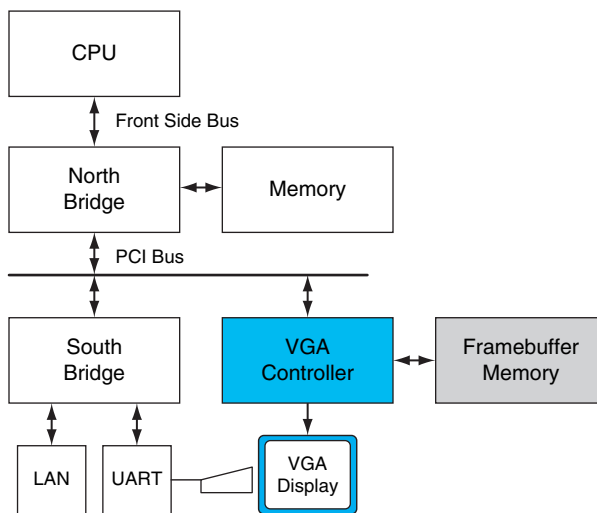 CPU
Front Side Bus
North
Bridge
Memory
PCI Bus
South
Bridge
VGA
Controller
Framebuffer
Memory
LAN
UART
VGA
Display